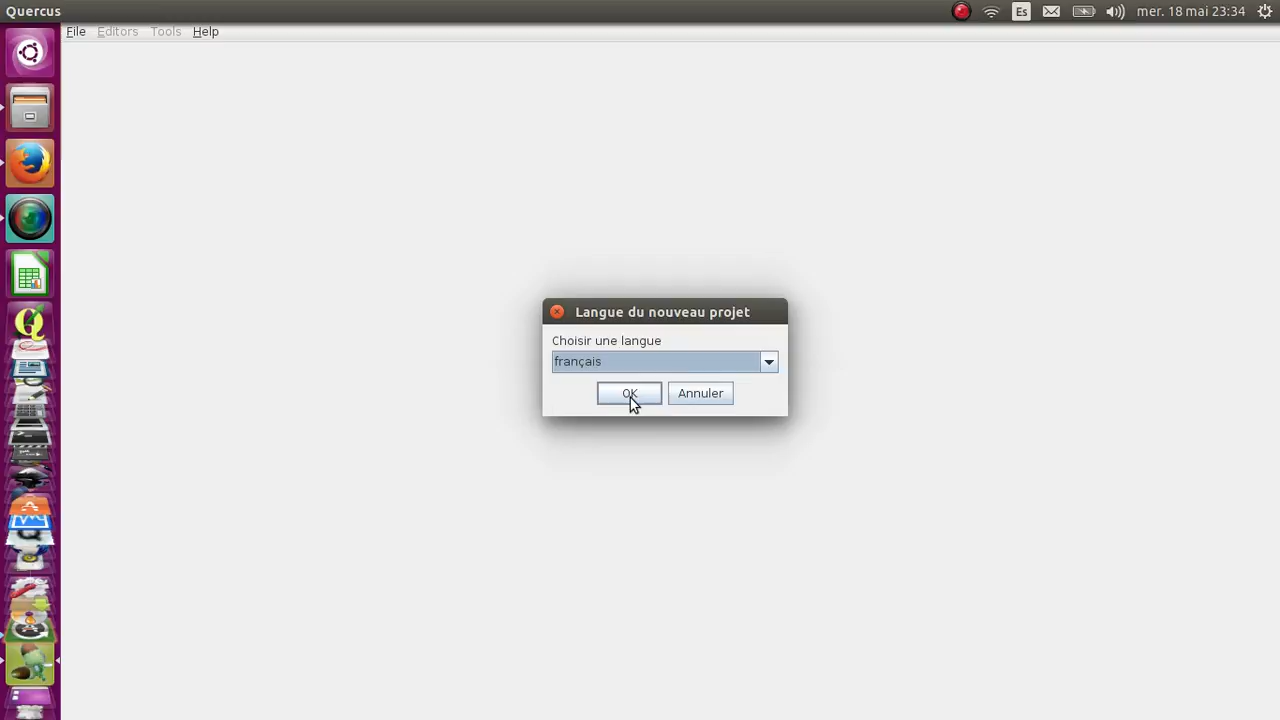 Quercus
Es
mer. 18 mai 23:34
File Editors Tools Help
Langue du nouveau projet
Choisir une langue
français
OK Annuler